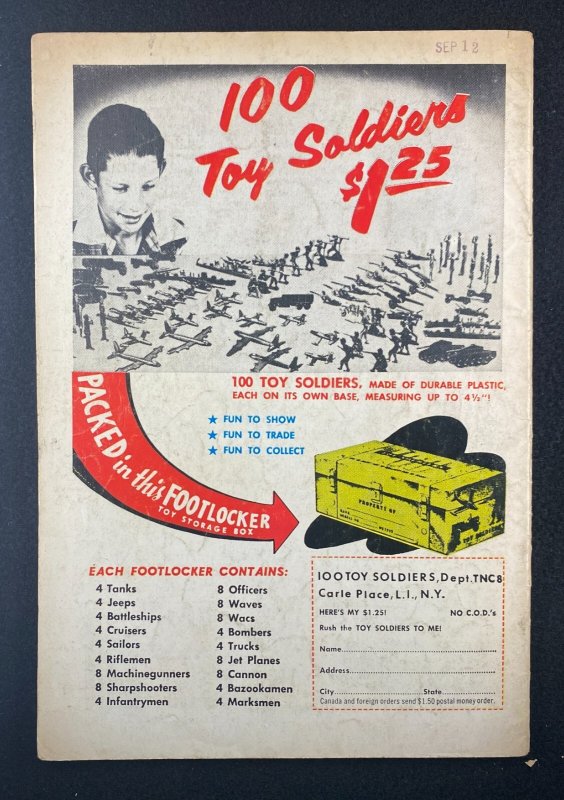 SEP 12
100
Toy Soldiers
$1.25
100 TOY SOLDIERS, MADE OF DURABLE PLASTIC,
EACH ON ITS OWN BASE, MEASURING UP TO 4½"!
★ FUN TO SHOW
★ FUN TO TRADE
★ FUN TO COLLECT
PACKED in this FOOTLOCKER
TOY STORAGE BOX
PROPERTY OF
TOY SOLDIERS
EACH FOOTLOCKER CONTAINS:
4 Tanks
4 Jeeps
4 Battleships
4 Cruisers
4 Sailors
4 Riflemen
8 Machinegunners
8 Sharpshooters
4 Infantrymen
8 Officers
8 Waves
8 Wacs
4 Bombers
4 Trucks
8 Jet Planes
8 Cannon
4 Bazookamen
4 Marksmen
100 TOY SOLDIERS, Dept. TNC8
Carle Place, L.I., N.Y.
HERE'S MY $1.25! NO C.O.D.'s
Rush the TOY SOLDIERS TO ME!
Name
Address
City State
Canada and foreign orders send $1.50 postal money order.